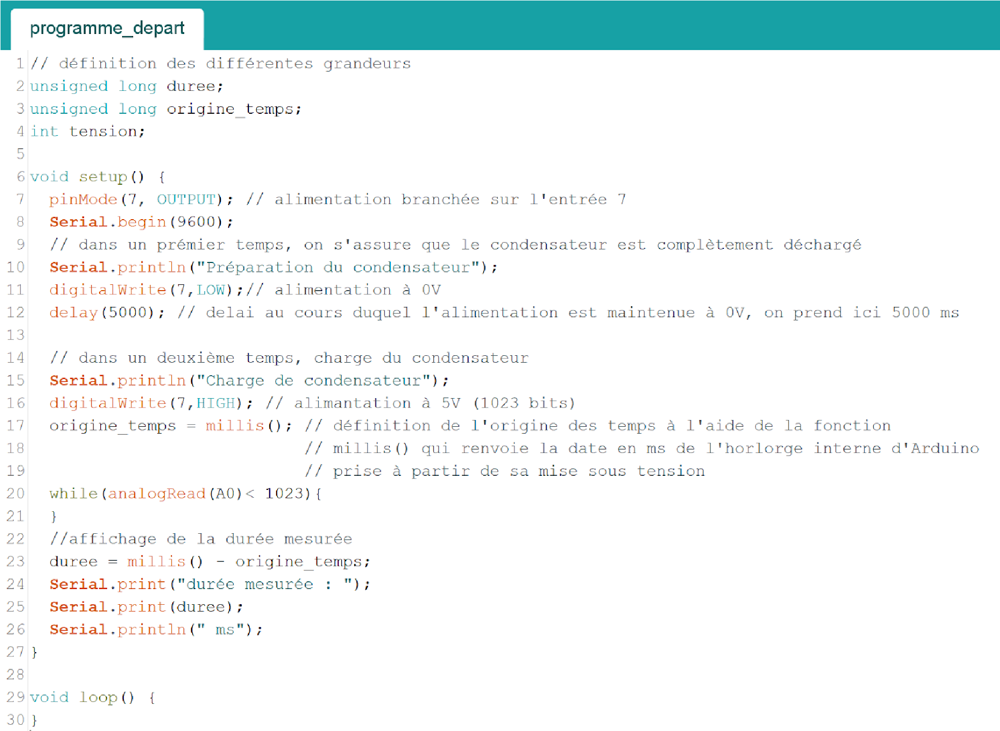 programme_depart
1 // définition des différentes grandeurs
2 unsigned long duree;
3 unsigned long origine_temps;
4 int tension;
5
6 void setup() {
7 pinMode(7, OUTPUT); // alimentation branchée sur l'entrée 7
8 Serial.begin(9600);
9 // dans un prémier temps, on s'assure que le condensateur est complètement déchargé
10 Serial.println("Préparation du condensateur");
11 digitalWrite(7,LOW);// alimentation à 0V
12 delay(5000); // delai au cours duquel l'alimentation est maintenue à 0V, on prend ici 5000 ms
13
14 // dans un deuxième temps, charge du condensateur
15 Serial.println("Charge de condensateur");
16 digitalWrite(7,HIGH); // alimantation à 5V (1023 bits)
17 origine_temps = millis(); // définition de l'origine des temps à l'aide de la fonction
18 // millis() qui renvoie la date en ms de l'horlorge interne d'Arduino
19 // prise à partir de sa mise sous tension
20 while(analogRead(A0)< 1023){
21 }
22 //affichage de la durée mesurée
23 duree = millis() - origine_temps;
24 Serial.print("durée mesurée : ");
25 Serial.print(duree);
26 Serial.println(" ms");
27 }
28
29 void loop() {
30 }